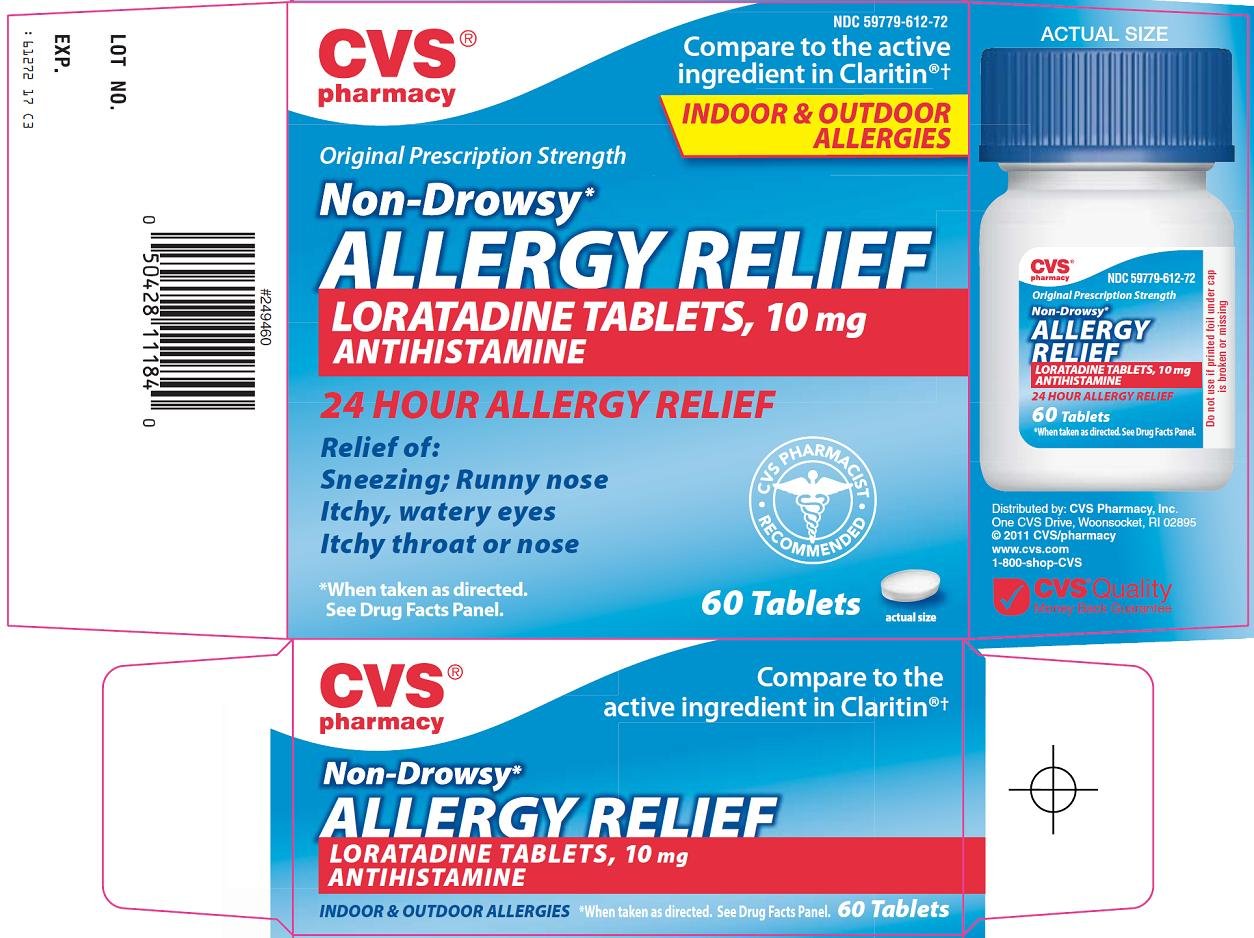 LOT NO.
EXP.
: 61272 17 C3
0 50428 11184 0
#249460
CVS®
pharmacy
NDC 59779-612-72
Compare to the active
ingredient in Claritin®†
INDOOR & OUTDOOR
ALLERGIES
Original Prescription Strength
Non-Drowsy*
ALLERGY RELIEF
LORATADINE TABLETS, 10 mg
ANTIHISTAMINE
24 HOUR ALLERGY RELIEF
Relief of:
Sneezing; Runny nose
Itchy, watery eyes
Itchy throat or nose
CVS PHARMACIST
• RECOMMENDED •
*When taken as directed.
See Drug Facts Panel.
60 Tablets
actual size
ACTUAL SIZE
CVS®
pharmacy
NDC 59779-612-72
Original Prescription Strength
Non-Drowsy*
ALLERGY
RELIEF
LORATADINE TABLETS, 10 mg
ANTIHISTAMINE
24 HOUR ALLERGY RELIEF
60 Tablets
*When taken as directed. See Drug Facts Panel.
Do not use if printed foil under cap
is broken or missing
Distributed by: CVS Pharmacy, Inc.
One CVS Drive, Woonsocket, RI 02895
© 2011 CVS/pharmacy
www.cvs.com
1-800-shop-CVS
CVS Quality
Money Back Guarantee
CVS®
pharmacy
Compare to the
active ingredient in Claritin®†
Non-Drowsy*
ALLERGY RELIEF
LORATADINE TABLETS, 10 mg
ANTIHISTAMINE
INDOOR & OUTDOOR ALLERGIES *When taken as directed. See Drug Facts Panel. 60 Tablets